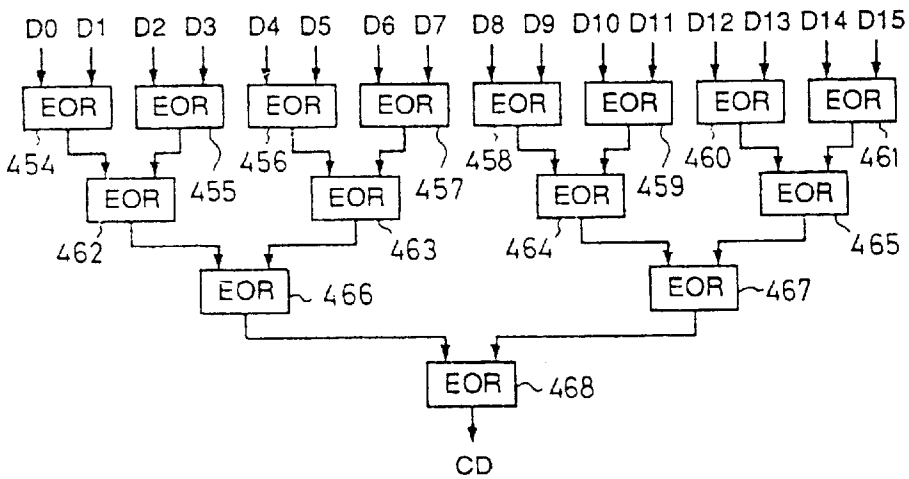 D0 D1 D2 D3 D4 D5 D6 D7 D8 D9 D10 D11 D12 D13 D14 D15
EOR EOR EOR EOR EOR EOR EOR EOR
454 455 456 457 458 459 460 461
EOR EOR EOR EOR
462 463 464 465
EOR 466 EOR 467
EOR 468
CD